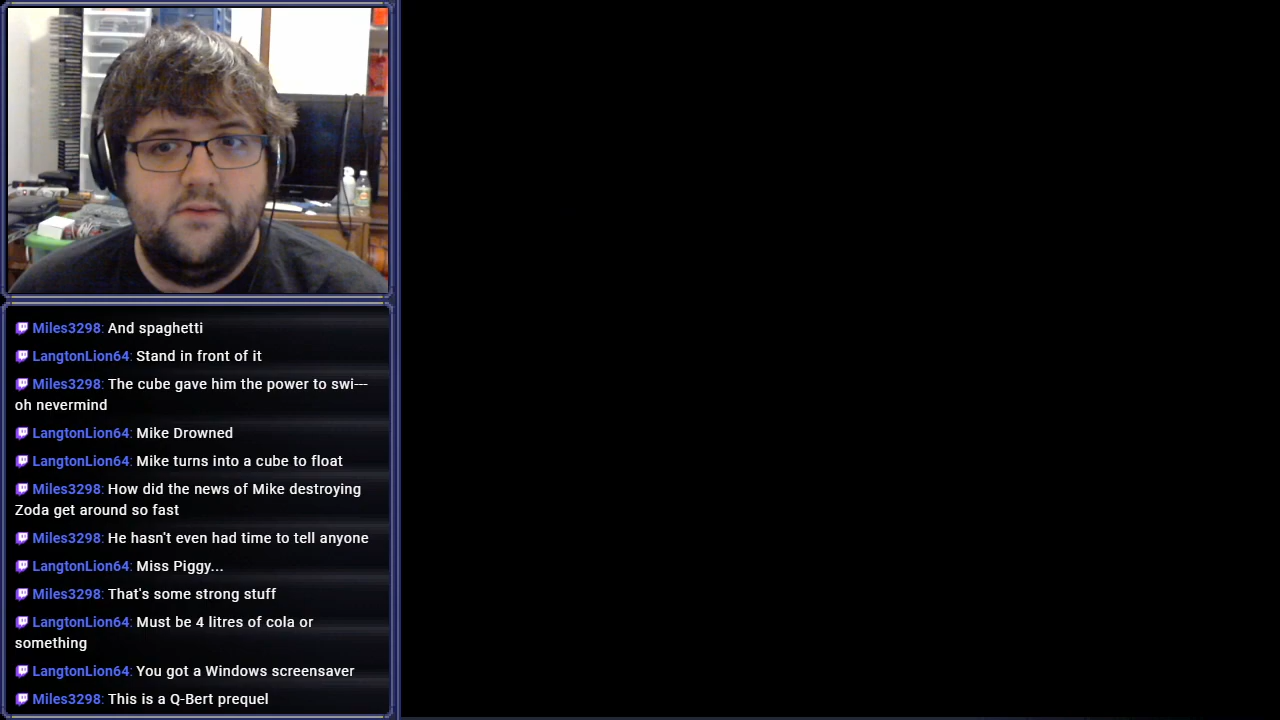 Miles3298: And spaghetti
LangtonLion64: Stand in front of it
Miles3298: The cube gave him the power to swi---
oh nevermind
LangtonLion64: Mike Drowned
LangtonLion64: Mike turns into a cube to float
Miles3298: How did the news of Mike destroying
Zoda get around so fast
Miles3298: He hasn't even had time to tell anyone
LangtonLion64: Miss Piggy...
Miles3298: That's some strong stuff
LangtonLion64: Must be 4 litres of cola or
something
LangtonLion64: You got a Windows screensaver
Miles3298: This is a Q-Bert prequel